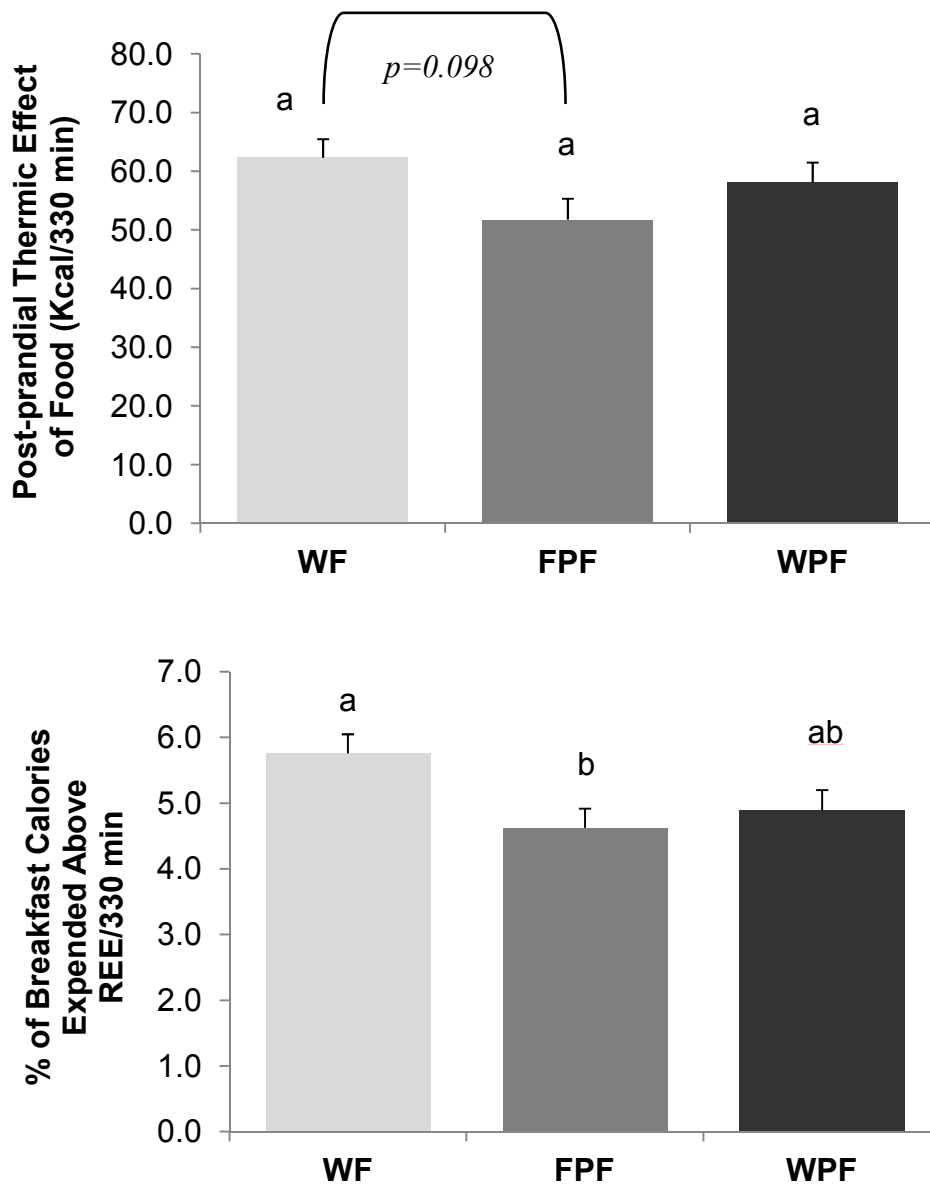 Post-prandial Thermic Effect
of Food (Kcal/330 min)
80.0
70.0
60.0
50.0
40.0
30.0
20.0
10.0
0.0
p=0.098
a
a
a
WF
FPF
WPF
% of Breakfast Calories
Expended Above
REE/330 min
7.0
6.0
5.0
4.0
3.0
2.0
1.0
0.0
a
b
ab
WF
FPF
WPF